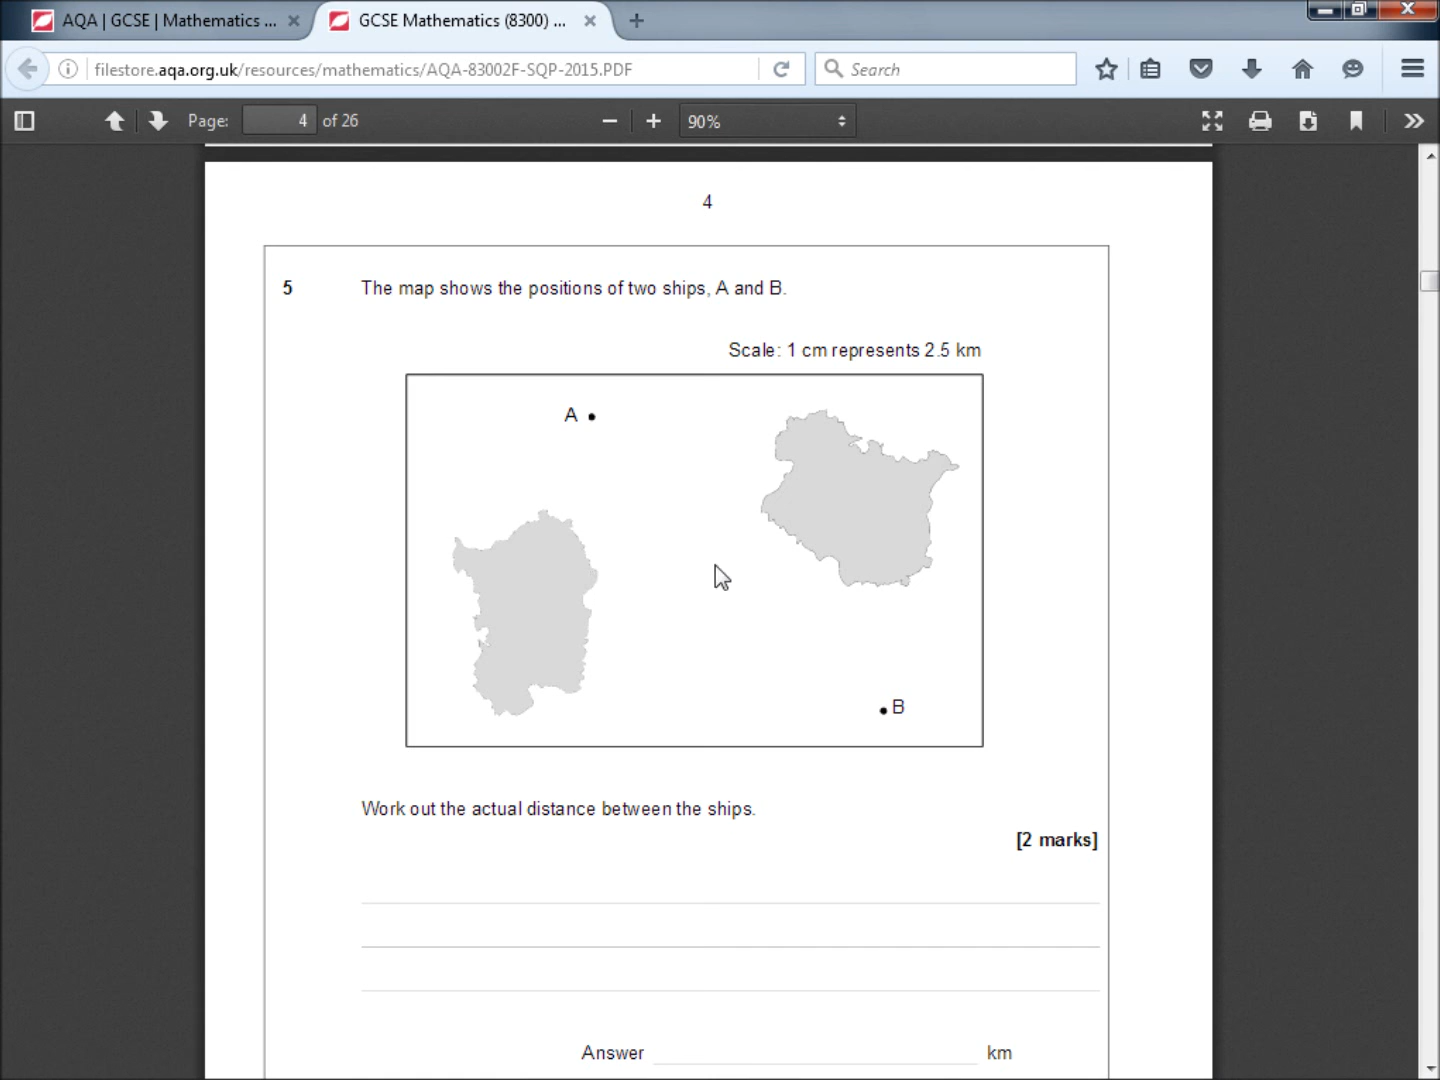 AQA | GCSE | Mathematics ...
GCSE Mathematics (8300) ...
filestore.aqa.org.uk/resources/mathematics/AQA-83002F-SQP-2015.PDF
Search
Page: 4 of 26
90%
4
5 The map shows the positions of two ships, A and B.
Scale: 1 cm represents 2.5 km
A
B
Work out the actual distance between the ships.
[2 marks]
Answer km